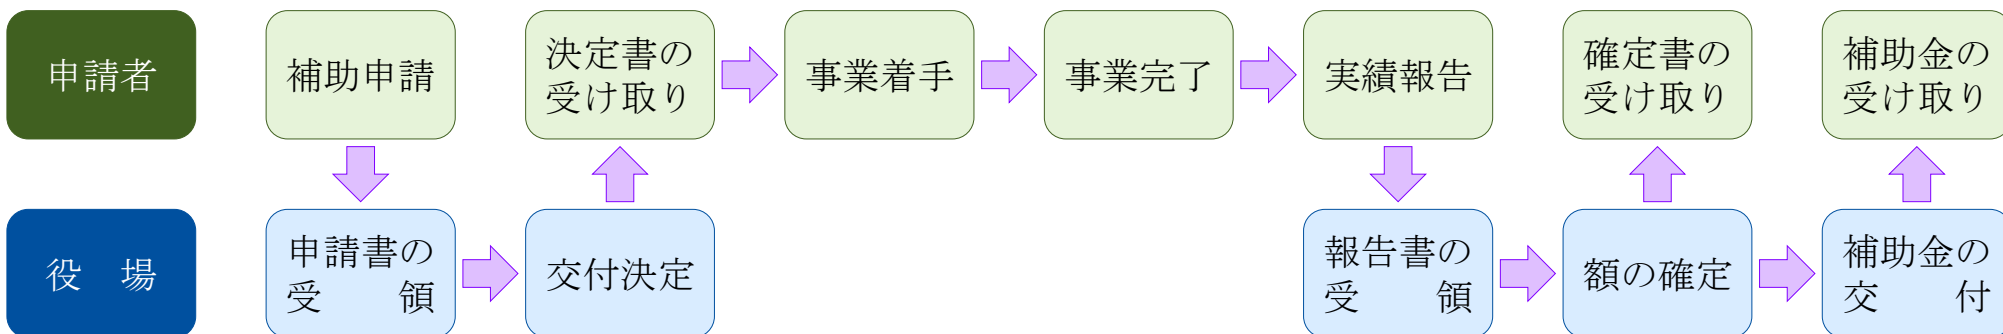 申請者
補助申請
決定書の
受け取り
事業着手
事業完了
実績報告
確定書の
受け取り
補助金の
受け取り
役　場
申請書の
受　　領
交付決定
報告書の
受　　領
額の確定
補助金の
交　　付